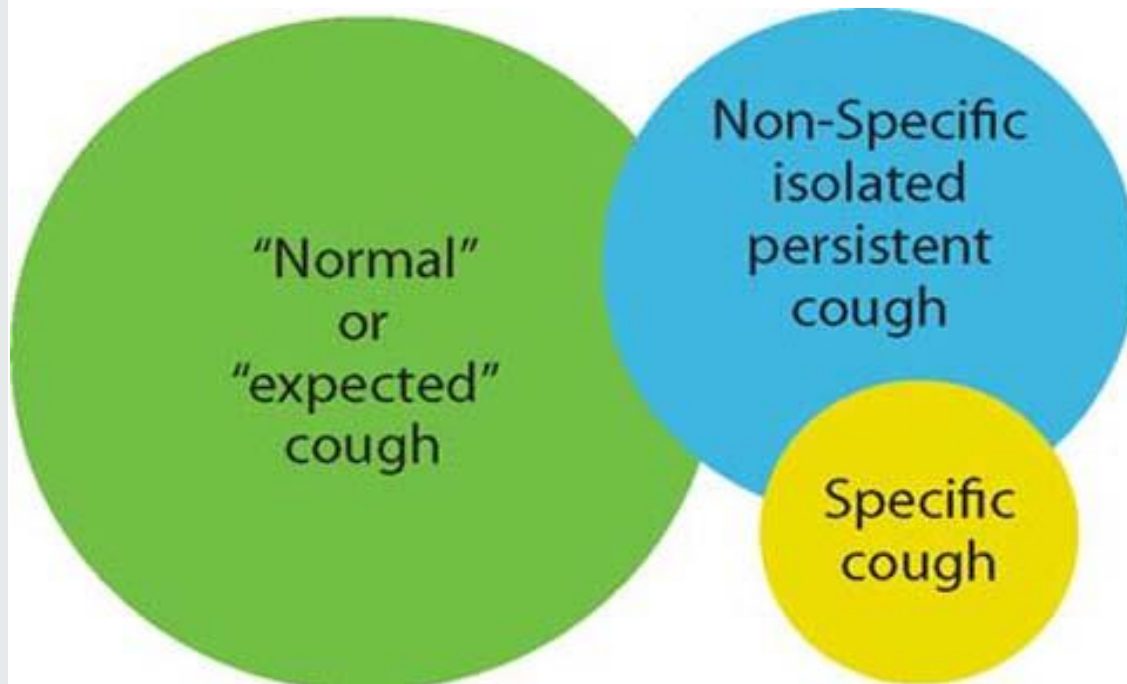 “Normal”
or
“expected”
cough
Non-Specific
isolated
persistent
cough
Specific
cough